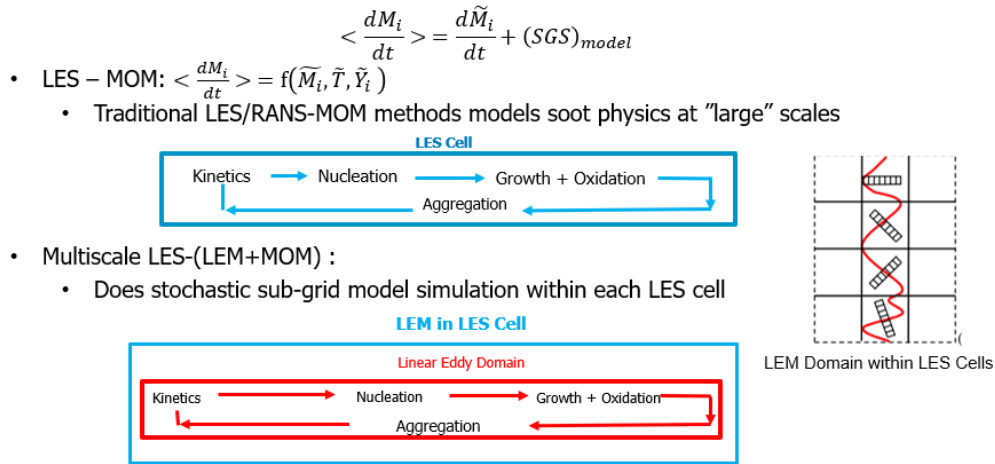 < dMᵢ/dt > = dM̃ᵢ/dt + (SGS)ₘₒdₑₗ
• LES – MOM: < dMᵢ/dt > = f(M̃ᵢ, T̃, Ỹᵢ )
• Traditional LES/RANS-MOM methods models soot physics at ”large” scales
LES Cell
Kinetics Nucleation Growth + Oxidation
Aggregation
• Multiscale LES-(LEM+MOM) :
• Does stochastic sub-grid model simulation within each LES cell
LEM in LES Cell
Linear Eddy Domain
Kinetics Nucleation Growth + Oxidation
Aggregation
(
LEM Domain within LES Cells